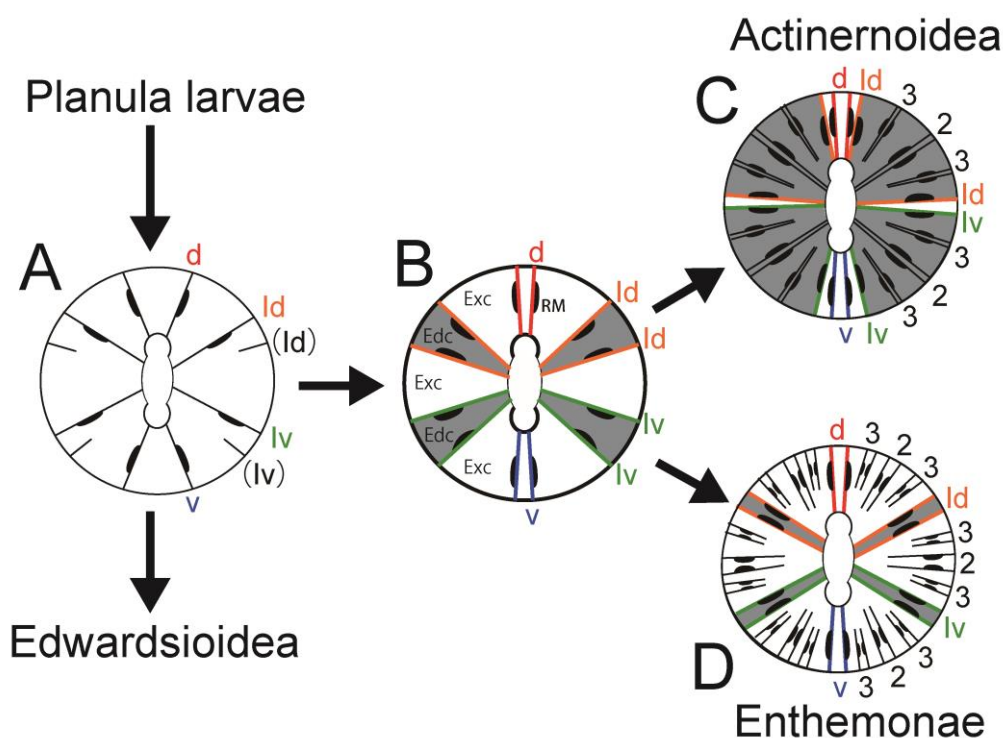 Planula larvae
A
d
ld
(ld)
lv
(lv)
v
Edwardsioidea
B
d
Exc
RM
ld
Edc
ld
Exc
lv
Edc
Exc
lv
v
Actinernoidea
C
d
ld
3
2
3
ld
lv
3
2
3
lv
v
D
d
3
2
3
ld
3
2
3
lv
3
2
3
v
Enthemonae